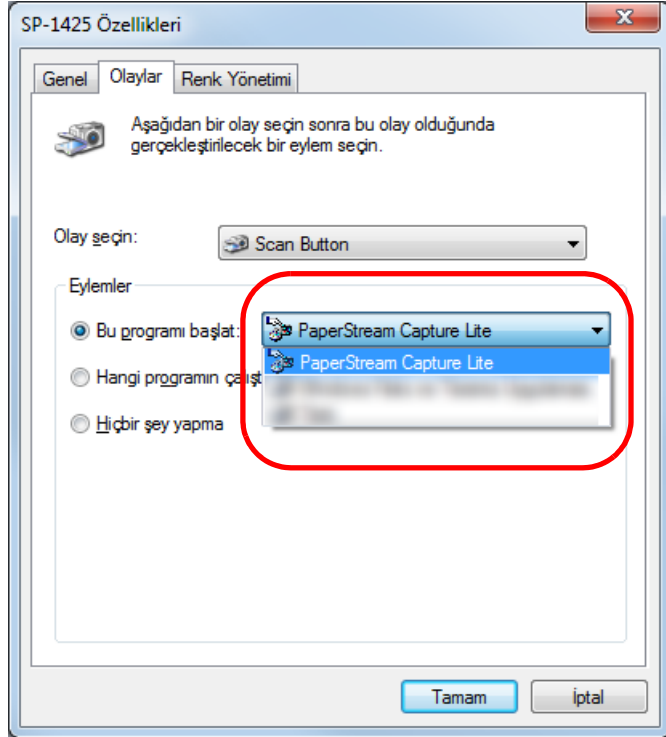 SP-1425 Özellikleri
Genel Olaylar Renk Yönetimi
Aşağıdan bir olay seçin sonra bu olay olduğunda
gerçekleştirilecek bir eylem seçin.
Olay seçin: Scan Button
Eylemler
Bu programı başlat: PaperStream Capture Lite
PaperStream Capture Lite
Hangi programın
Hiçbir şey yapma
Tamam İptal